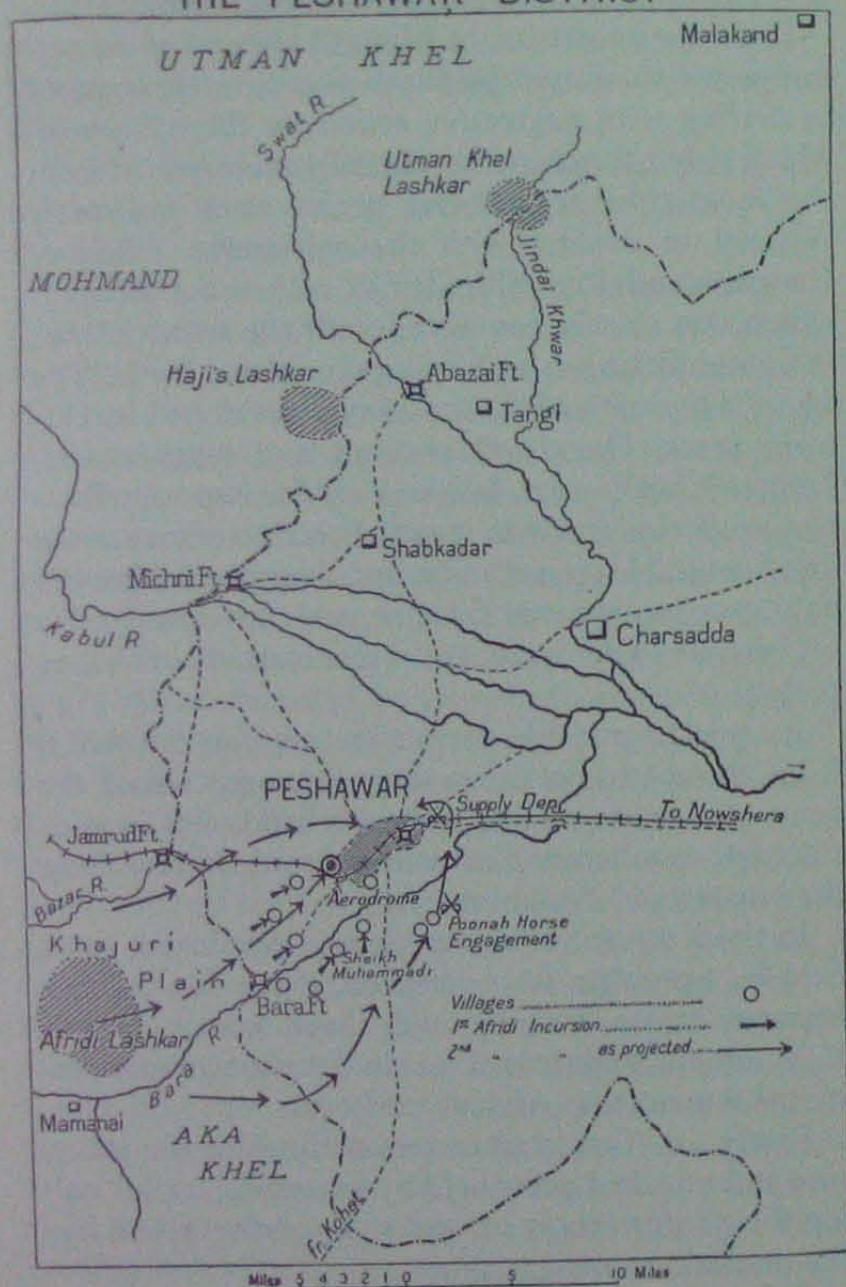 THE PESHAWAR DISTRICT
Malakand
UTMAN KHEL
Swat R.
Utman Khel
Lashkar
MOHMAND
Jindai Khwar
Haji's Lashkar
Abazai Ft.
Tangi
Shabkadar
Michni Ft.
Kabul R.
Charsadda
PESHAWAR
Supply Dept.
To Nowshera
Jamrud Ft.
Bazar R.
Aerodrome
Poonah Horse
Engagement
Khajuri
Plain
Sheikh
Muhammadi
Bara Ft.
Afridi Lashkar
Bara R.
Villages
1st Afridi Incursion
2nd " " as projected
Mamanai
AKA
KHEL
Fr. Kohat
Miles 5 4 3 2 1 0 5 10 Miles